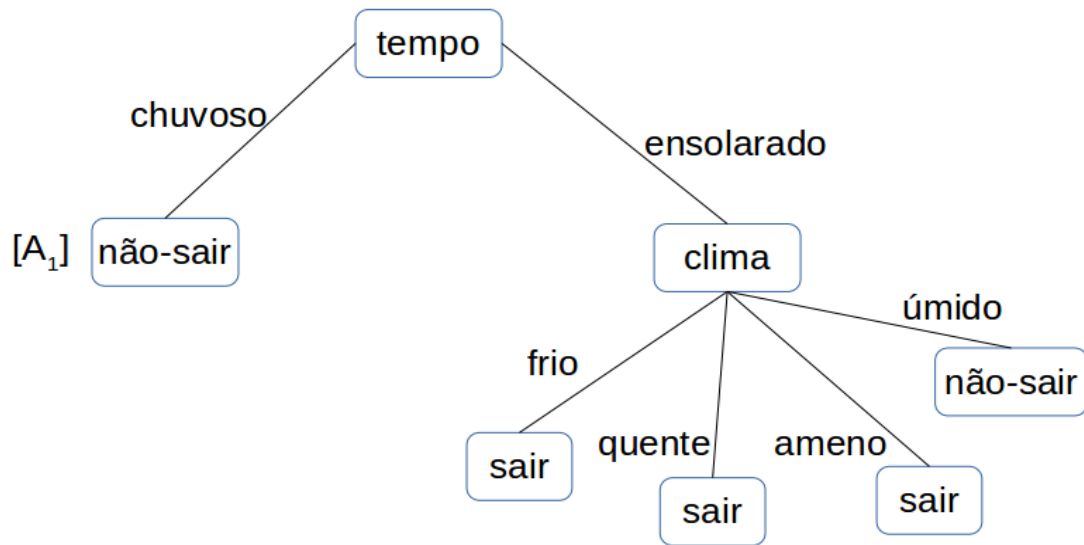 tempo
chuvoso
ensolarado
[A₁] não-sair
clima
úmido
frio
não-sair
quente
ameno
sair
sair
sair